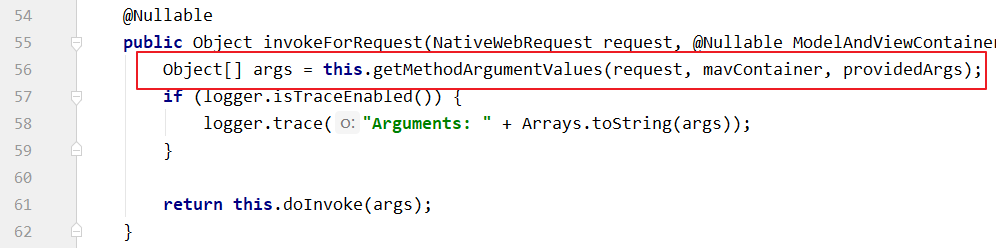 54 @Nullable
55 public Object invokeForRequest(NativeWebRequest request, @Nullable ModelAndViewContainer
56 Object[] args = this.getMethodArgumentValues(request, mavContainer, providedArgs);
57 if (logger.isTraceEnabled()) {
58 logger.trace( o: "Arguments: " + Arrays.toString(args));
59 }
60
61 return this.doInvoke(args);
62 }